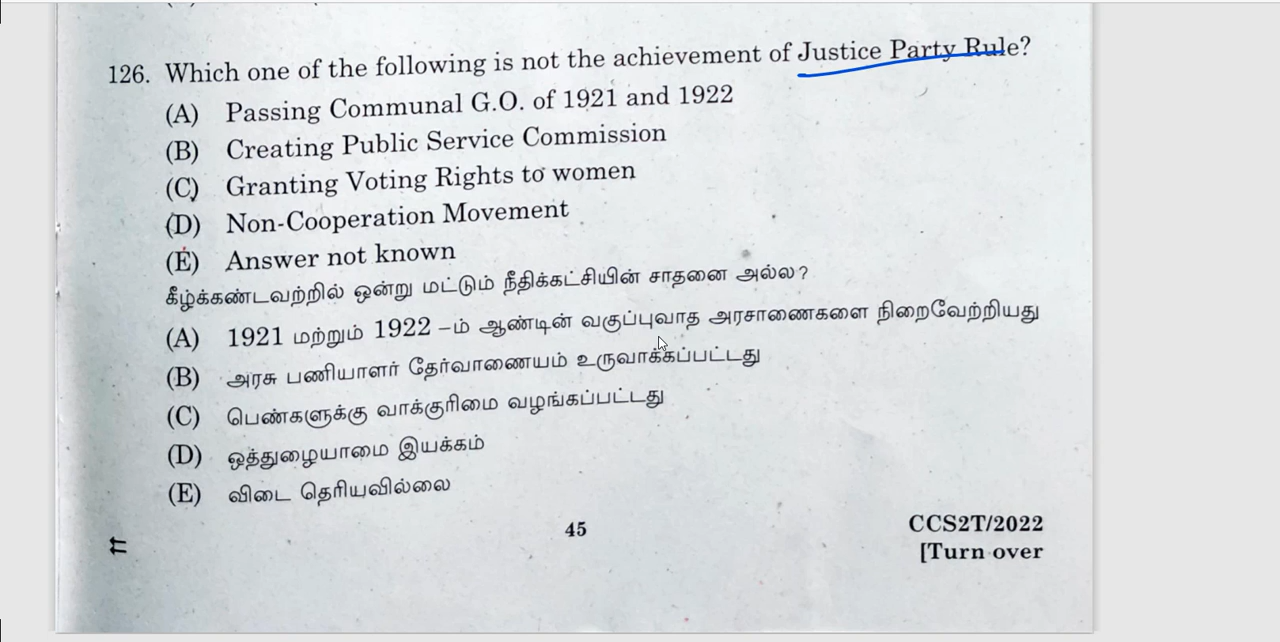 126. Which one of the following is not the achievement of Justice Party Rule?
(A) Passing Communal G.O. of 1921 and 1922
(B) Creating Public Service Commission
(C) Granting Voting Rights to women
(D) Non-Cooperation Movement
(E) Answer not known
கீழ்க்கண்டவற்றில் ஒன்று மட்டும் நீதிக்கட்சியின் சாதனை அல்ல?
(A) 1921 மற்றும் 1922 –ம் ஆண்டின் வகுப்புவாத அரசாணைகளை நிறைவேற்றியது
(B) அரசு பணியாளர் தேர்வாணையம் உருவாக்கப்பட்டது
(C) பெண்களுக்கு வாக்குரிமை வழங்கப்பட்டது
(D) ஒத்துழையாமை இயக்கம்
(E) விடை தெரியவில்லை
45
CCS2T/2022
[Turn over